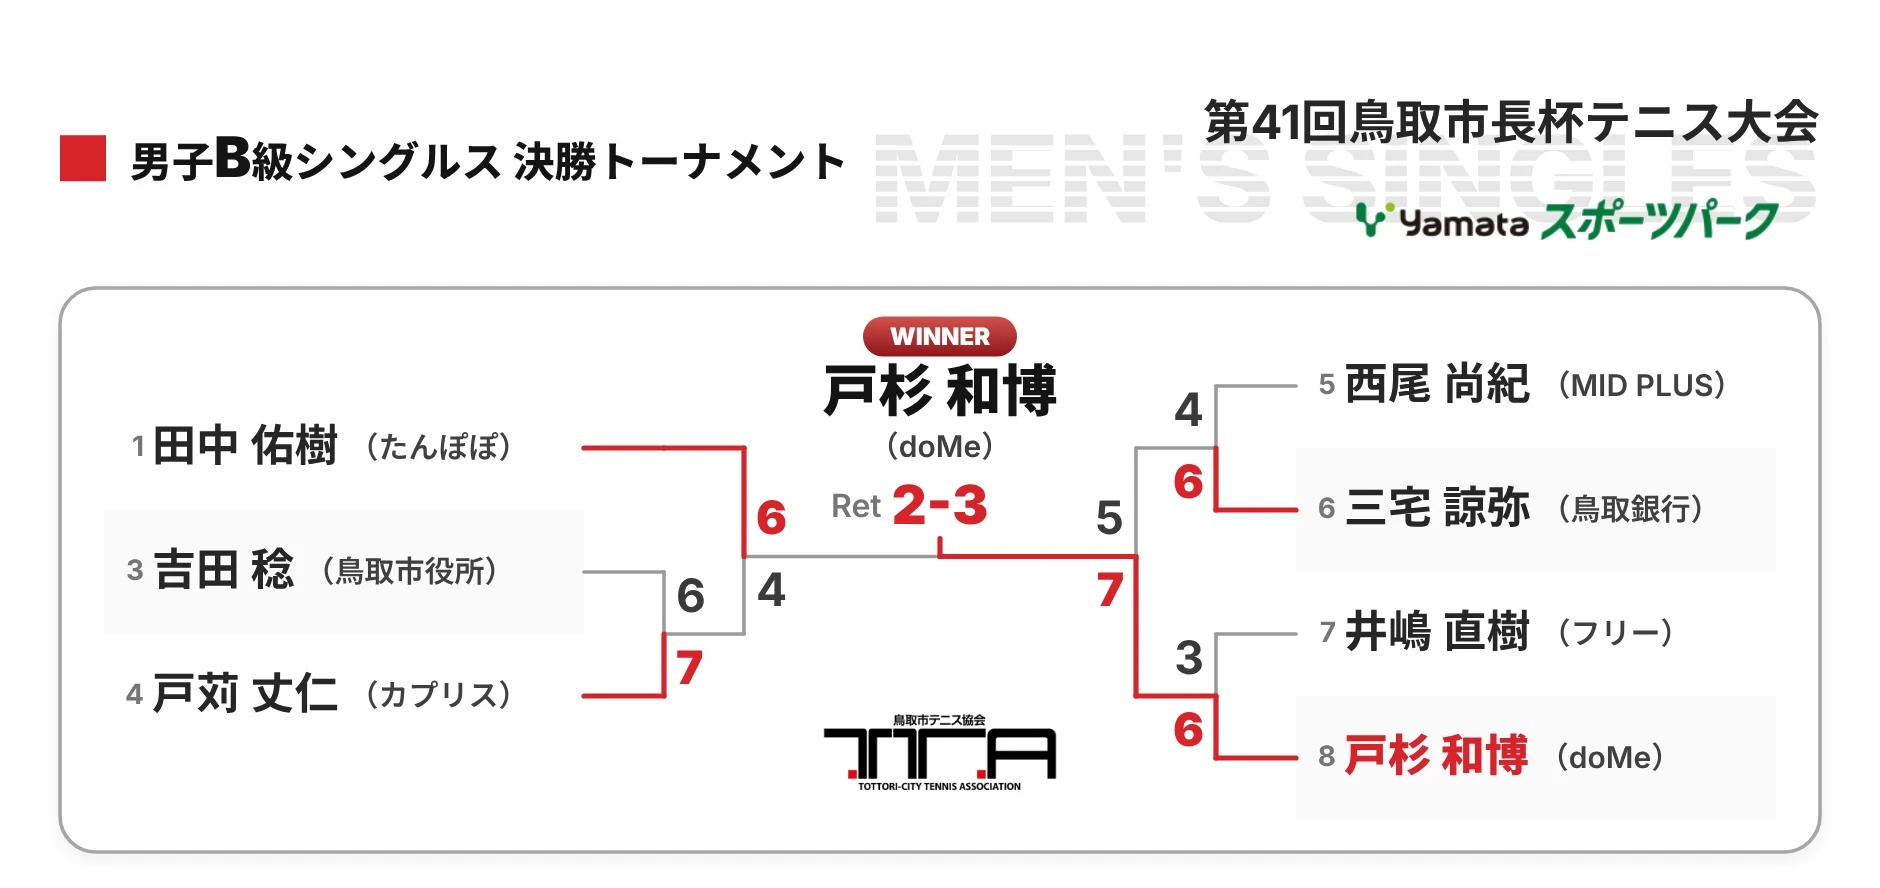 男子B級シングルス 決勝トーナメント
MEN'S SINGLES
第41回鳥取市長杯テニス大会
Yamata スポーツパーク
WINNER
戸杉 和博
（doMe）
Ret 2-3
1 田中 佑樹 （たんぽぽ）
3 吉田 稔 （鳥取市役所）
4 戸苅 丈仁 （カプリス）
6
4
6
7
5
7
4
6
3
6
5 西尾 尚紀 （MID PLUS）
6 三宅 諒弥 （鳥取銀行）
7 井嶋 直樹 （フリー）
8 戸杉 和博 （doMe）
鳥取市テニス協会
TTA
TOTTORI-CITY TENNIS ASSOCIATION